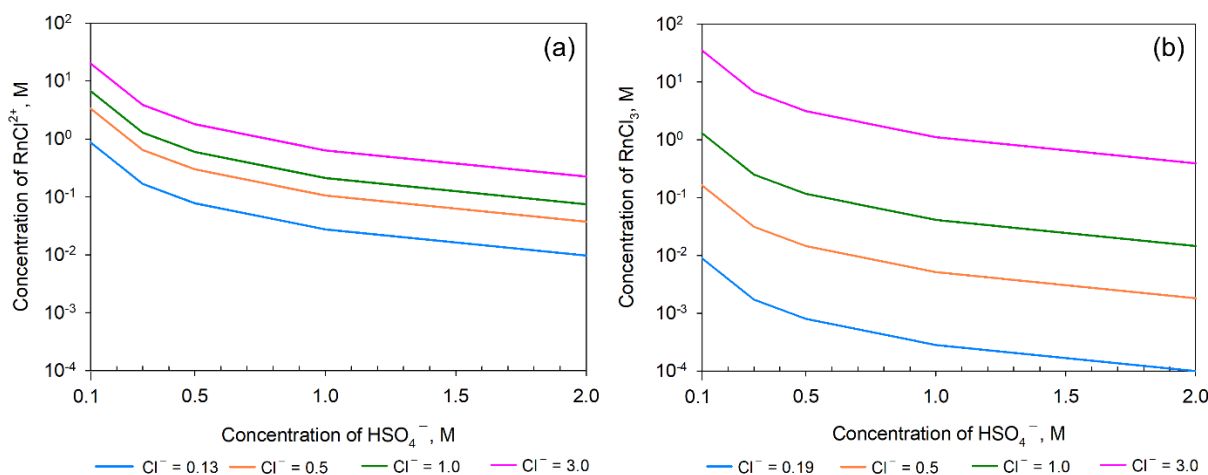 (a)
Concentration of RnCl²⁺, M
10²
10¹
10⁰
10⁻¹
10⁻²
10⁻³
10⁻⁴
0.1 0.5 1.0 1.5 2.0
Concentration of HSO₄⁻, M
Cl⁻ = 0.13 Cl⁻ = 0.5 Cl⁻ = 1.0 Cl⁻ = 3.0
(b)
Concentration of RnCl₃, M
10²
10¹
10⁰
10⁻¹
10⁻²
10⁻³
10⁻⁴
0.1 0.5 1.0 1.5 2.0
Concentration of HSO₄⁻, M
Cl⁻ = 0.19 Cl⁻ = 0.5 Cl⁻ = 1.0 Cl⁻ = 3.0